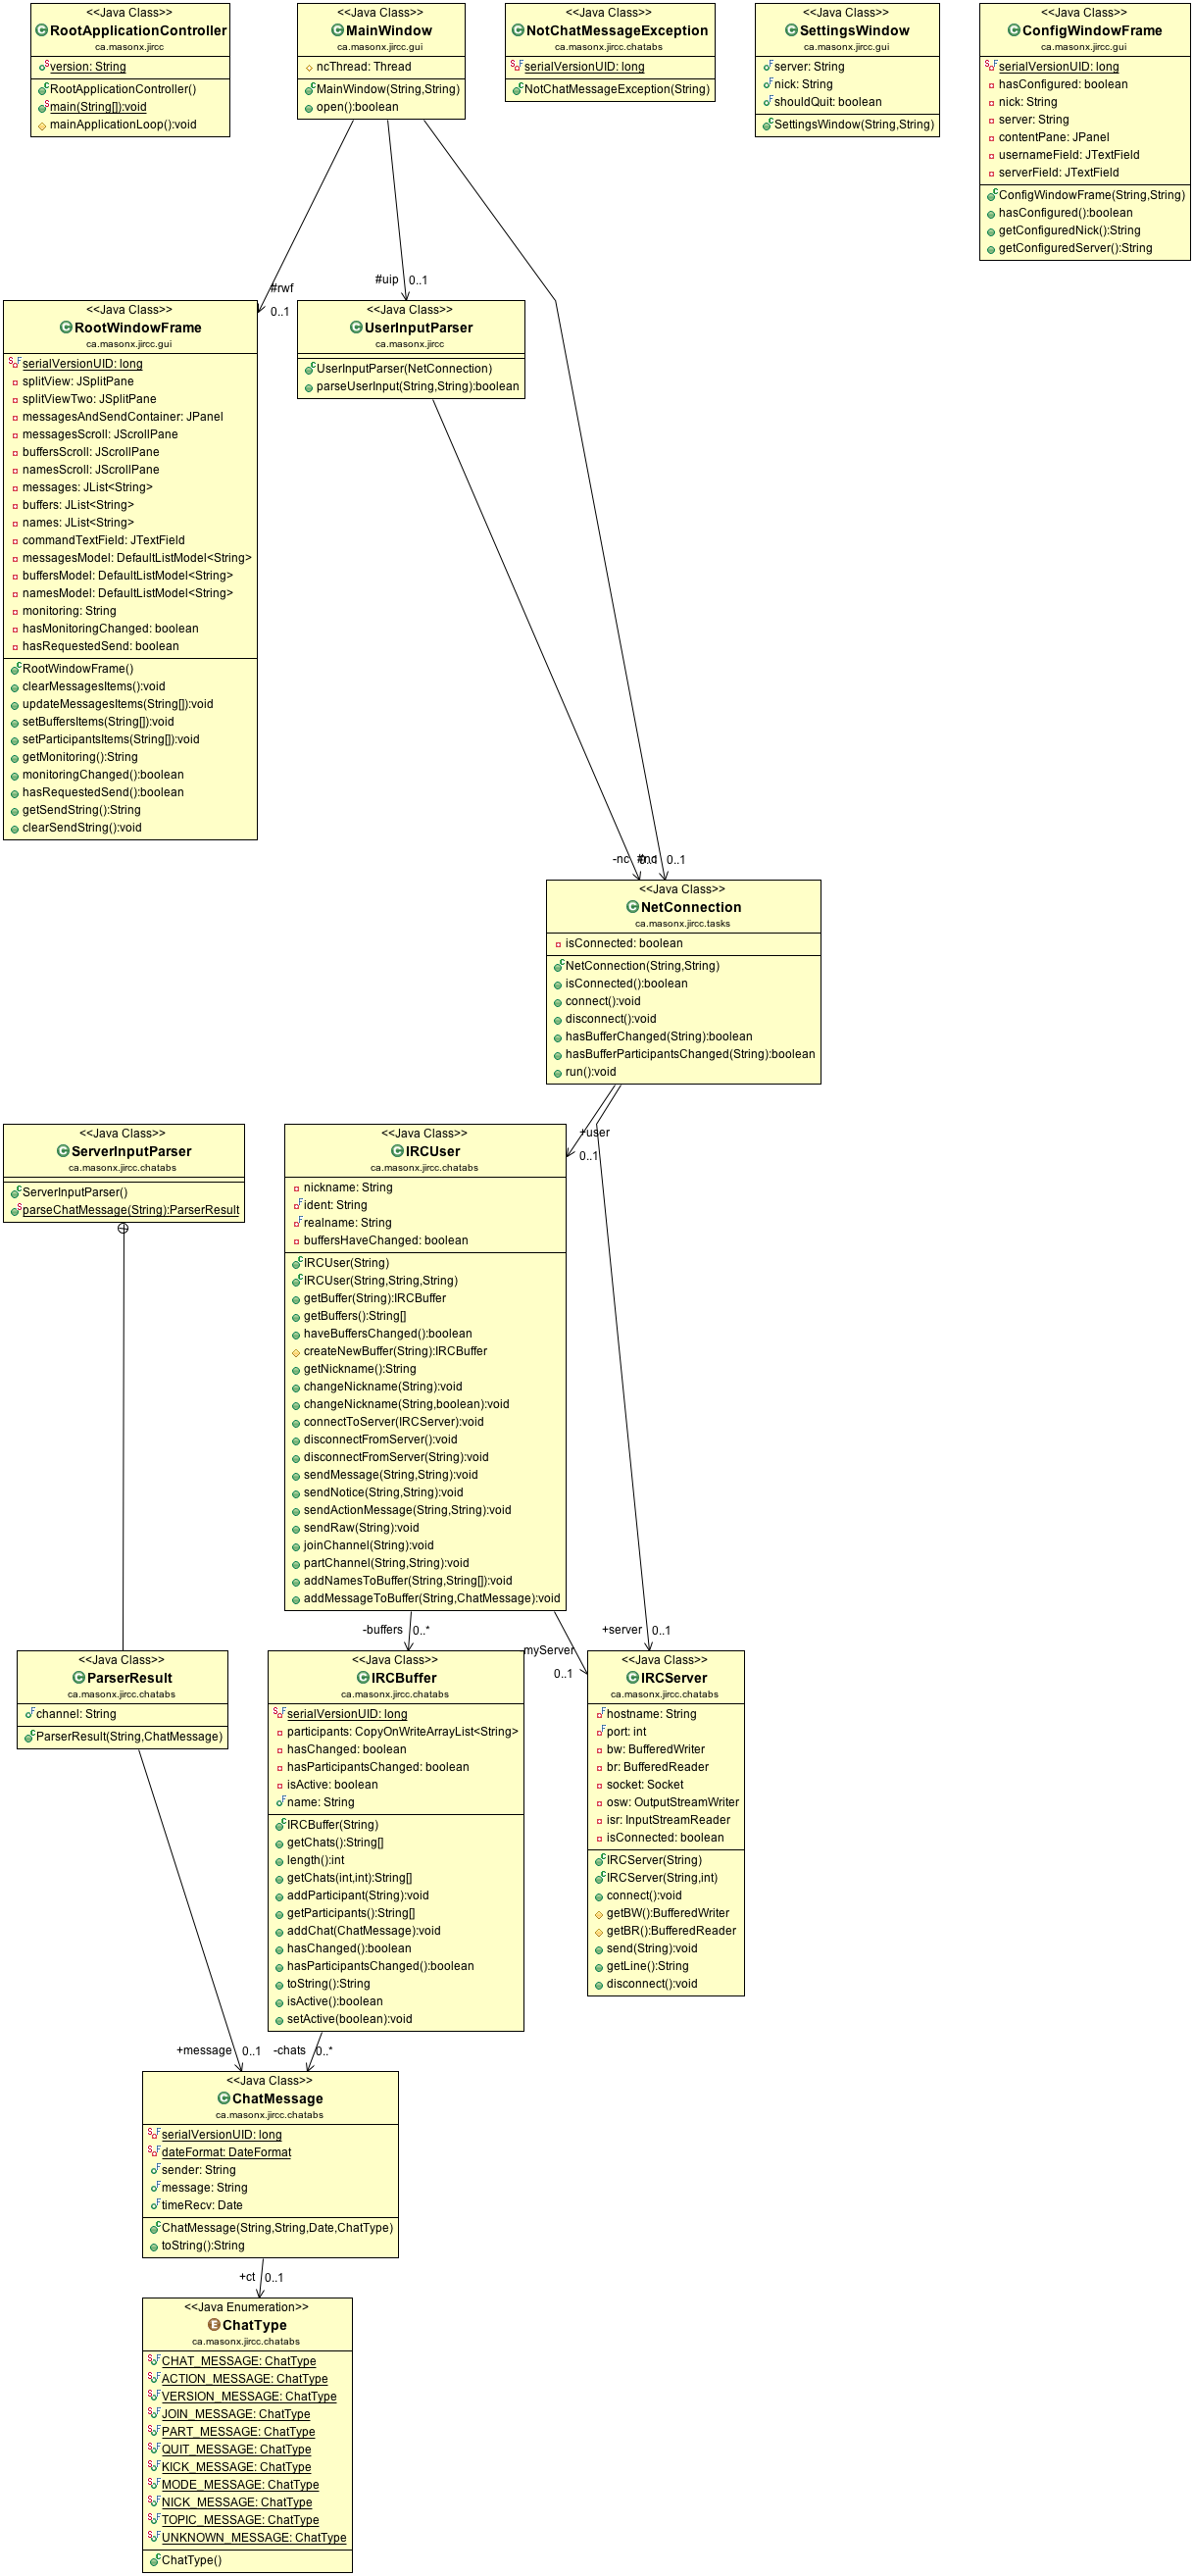 <<Java Class>>
RootApplicationController
ca.masonx.jircc
version: String
RootApplicationController()
main(String[]):void
mainApplicationLoop():void
<<Java Class>>
MainWindow
ca.masonx.jircc.gui
ncThread: Thread
MainWindow(String,String)
open():boolean
<<Java Class>>
NotChatMessageException
ca.masonx.jircc.chatabs
serialVersionUID: long
NotChatMessageException(String)
<<Java Class>>
SettingsWindow
ca.masonx.jircc.gui
server: String
nick: String
shouldQuit: boolean
SettingsWindow(String,String)
<<Java Class>>
ConfigWindowFrame
ca.masonx.jircc.gui
serialVersionUID: long
hasConfigured: boolean
nick: String
server: String
contentPane: JPanel
usernameField: JTextField
serverField: JTextField
ConfigWindowFrame(String,String)
hasConfigured():boolean
getConfiguredNick():String
getConfiguredServer():String
#rwf
0..1
#uip 0..1
<<Java Class>>
RootWindowFrame
ca.masonx.jircc.gui
serialVersionUID: long
splitView: JSplitPane
splitViewTwo: JSplitPane
messagesAndSendContainer: JPanel
messagesScroll: JScrollPane
buffersScroll: JScrollPane
namesScroll: JScrollPane
messages: JList<String>
buffers: JList<String>
names: JList<String>
commandTextField: JTextField
messagesModel: DefaultListModel<String>
buffersModel: DefaultListModel<String>
namesModel: DefaultListModel<String>
monitoring: String
hasMonitoringChanged: boolean
hasRequestedSend: boolean
RootWindowFrame()
clearMessagesItems():void
updateMessagesItems(String[]):void
setBuffersItems(String[]):void
setParticipantsItems(String[]):void
getMonitoring():String
monitoringChanged():boolean
hasRequestedSend():boolean
getSendString():String
clearSendString():void
<<Java Class>>
UserInputParser
ca.masonx.jircc
UserInputParser(NetConnection)
parseUserInput(String,String):boolean
-nc 0..1 #nc 0..1
<<Java Class>>
NetConnection
ca.masonx.jircc.tasks
isConnected: boolean
NetConnection(String,String)
isConnected():boolean
connect():void
disconnect():void
hasBufferChanged(String):boolean
hasBufferParticipantsChanged(String):boolean
run():void
+user
0..1
<<Java Class>>
ServerInputParser
ca.masonx.jircc.chatabs
ServerInputParser()
parseChatMessage(String):ParserResult
<<Java Class>>
IRCUser
ca.masonx.jircc.chatabs
nickname: String
ident: String
realname: String
buffersHaveChanged: boolean
IRCUser(String)
IRCUser(String,String,String)
getBuffer(String):IRCBuffer
getBuffers():String[]
haveBuffersChanged():boolean
createNewBuffer(String):IRCBuffer
getNickname():String
changeNickname(String):void
changeNickname(String,boolean):void
connectToServer(IRCServer):void
disconnectFromServer():void
disconnectFromServer(String):void
sendMessage(String,String):void
sendNotice(String,String):void
sendActionMessage(String,String):void
sendRaw(String):void
joinChannel(String):void
partChannel(String,String):void
addNamesToBuffer(String,String[]):void
addMessageToBuffer(String,ChatMessage):void
-buffers 0..*
myServer
0..1
+server 0..1
<<Java Class>>
ParserResult
ca.masonx.jircc.chatabs
channel: String
ParserResult(String,ChatMessage)
<<Java Class>>
IRCBuffer
ca.masonx.jircc.chatabs
serialVersionUID: long
participants: CopyOnWriteArrayList<String>
hasChanged: boolean
hasParticipantsChanged: boolean
isActive: boolean
name: String
IRCBuffer(String)
getChats():String[]
length():int
getChats(int,int):String[]
addParticipant(String):void
getParticipants():String[]
addChat(ChatMessage):void
hasChanged():boolean
hasParticipantsChanged():boolean
toString():String
isActive():boolean
setActive(boolean):void
<<Java Class>>
IRCServer
ca.masonx.jircc.chatabs
hostname: String
port: int
bw: BufferedWriter
br: BufferedReader
socket: Socket
osw: OutputStreamWriter
isr: InputStreamReader
isConnected: boolean
IRCServer(String)
IRCServer(String,int)
connect():void
getBW():BufferedWriter
getBR():BufferedReader
send(String):void
getLine():String
disconnect():void
+message 0..1
-chats 0..*
<<Java Class>>
ChatMessage
ca.masonx.jircc.chatabs
serialVersionUID: long
dateFormat: DateFormat
sender: String
message: String
timeRecv: Date
ChatMessage(String,String,Date,ChatType)
toString():String
+ct 0..1
<<Java Enumeration>>
ChatType
ca.masonx.jircc.chatabs
CHAT_MESSAGE: ChatType
ACTION_MESSAGE: ChatType
VERSION_MESSAGE: ChatType
JOIN_MESSAGE: ChatType
PART_MESSAGE: ChatType
QUIT_MESSAGE: ChatType
KICK_MESSAGE: ChatType
MODE_MESSAGE: ChatType
NICK_MESSAGE: ChatType
TOPIC_MESSAGE: ChatType
UNKNOWN_MESSAGE: ChatType
ChatType()